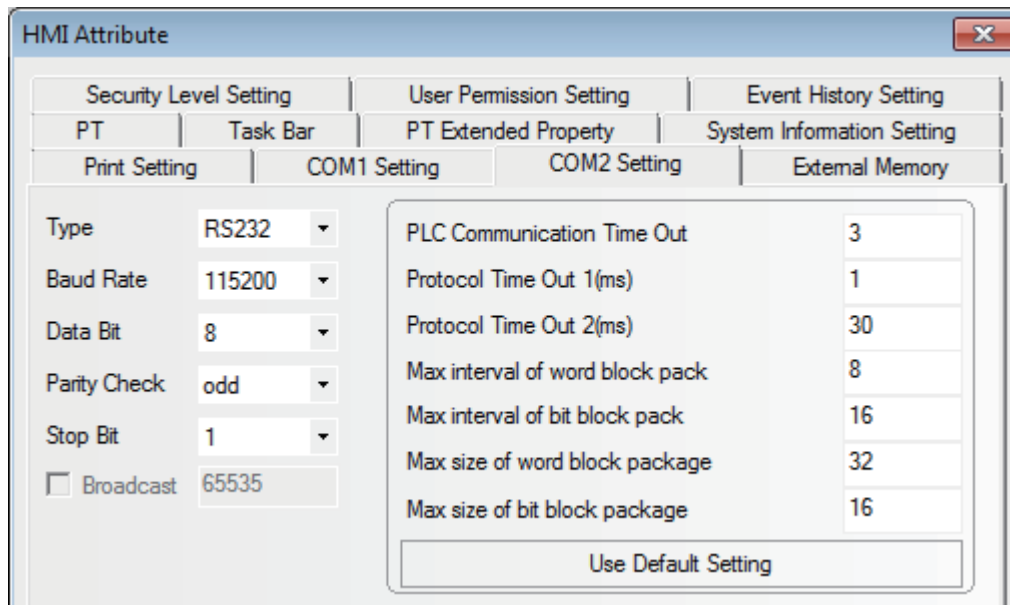 HMI Attribute
Security Level Setting User Permission Setting Event History Setting
PT Task Bar PT Extended Property System Information Setting
Print Setting COM1 Setting COM2 Setting External Memory
Type RS232
Baud Rate 115200
Data Bit 8
Parity Check odd
Stop Bit 1
Broadcast 65535
PLC Communication Time Out 3
Protocol Time Out 1(ms) 1
Protocol Time Out 2(ms) 30
Max interval of word block pack 8
Max interval of bit block pack 16
Max size of word block package 32
Max size of bit block package 16
Use Default Setting